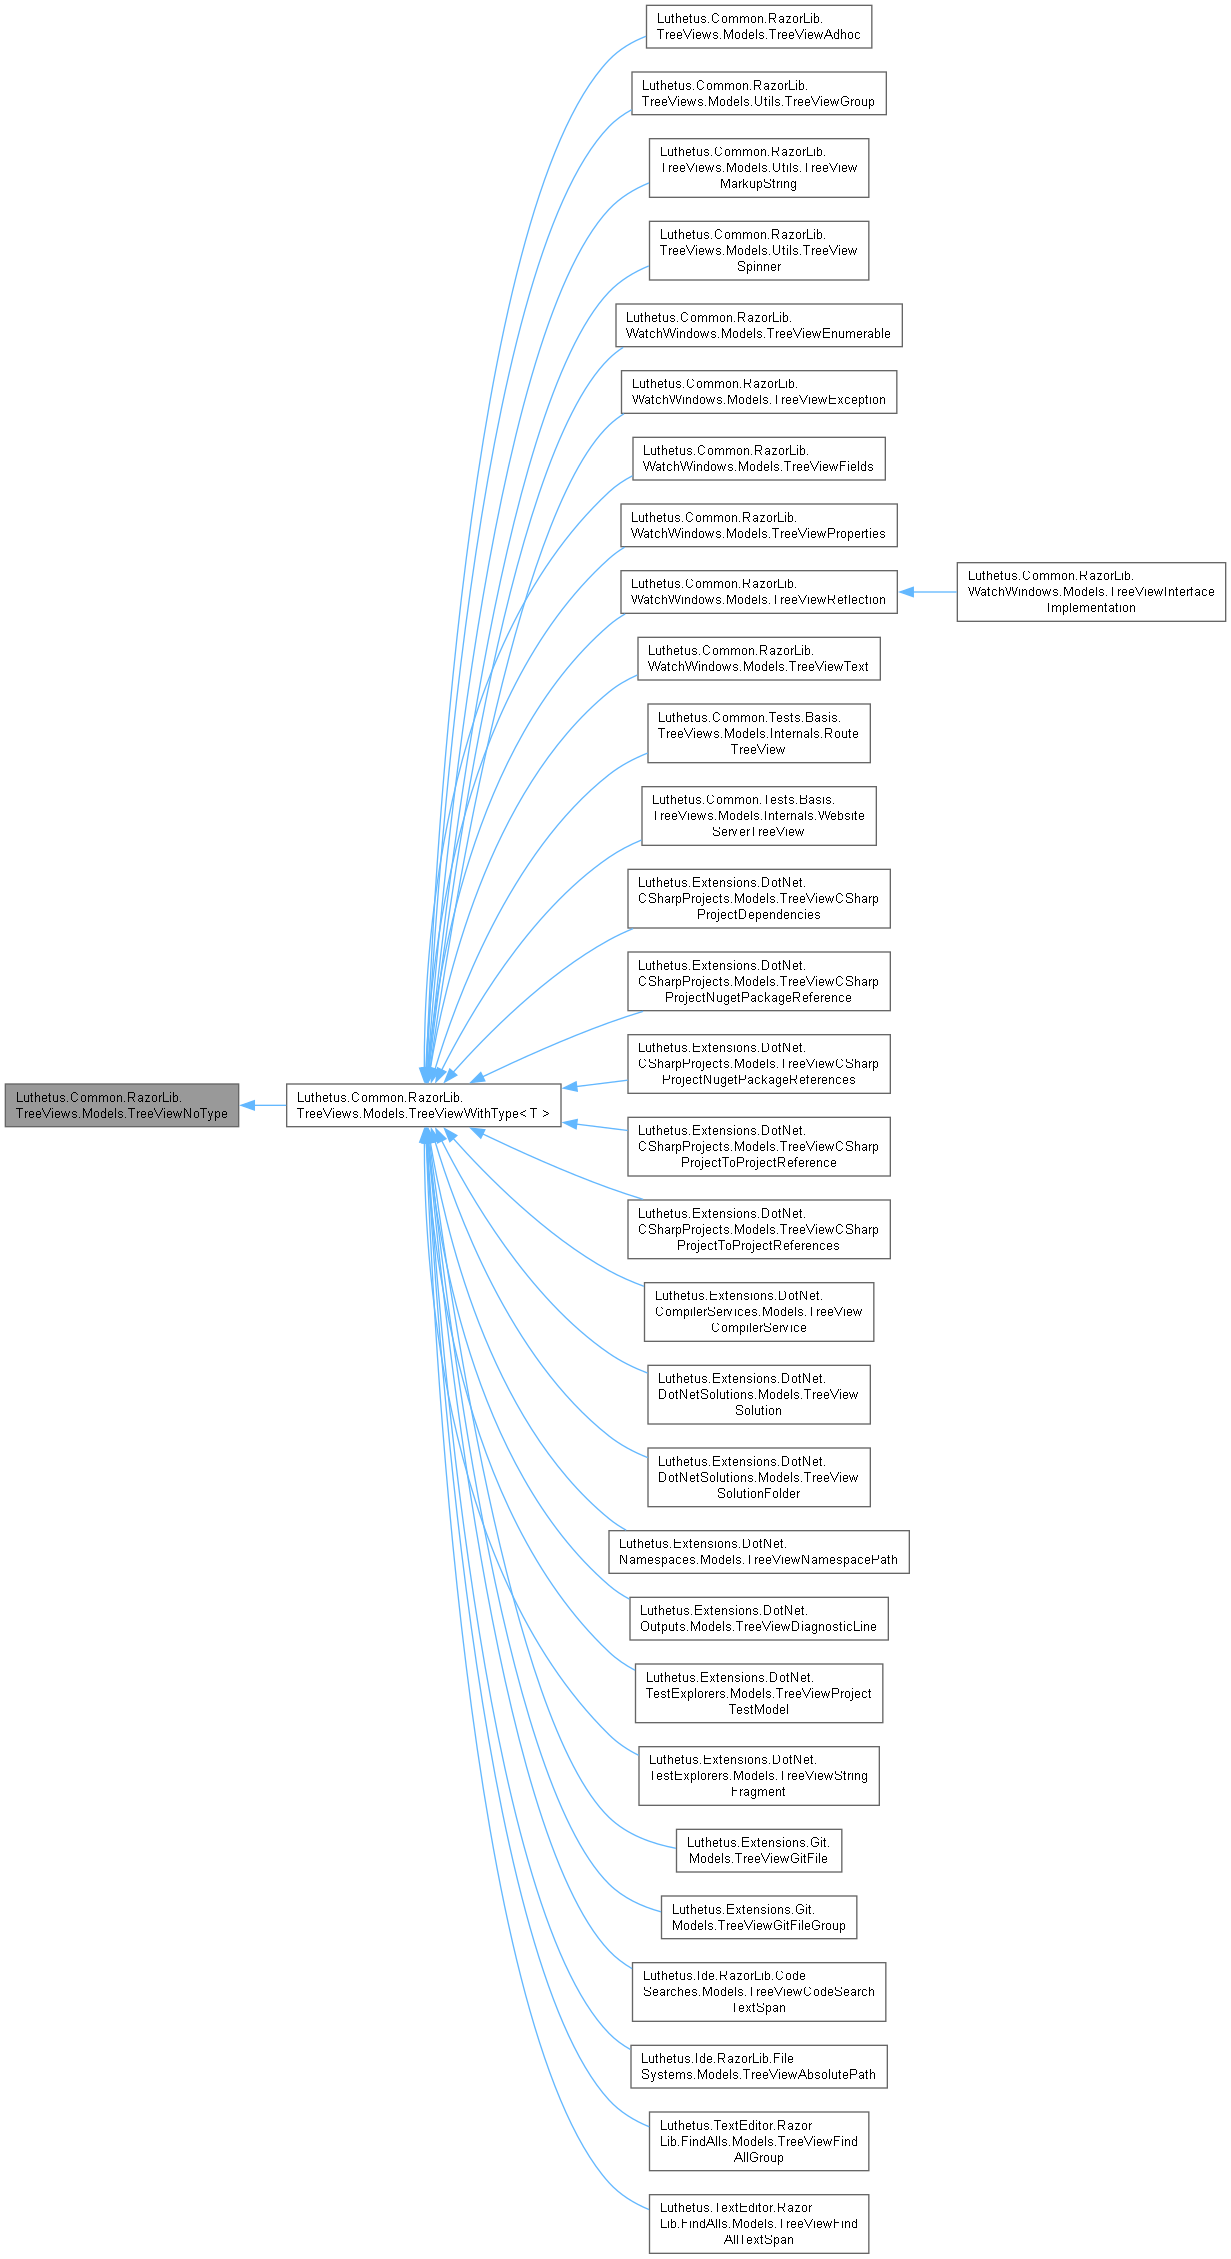 Luthetus.Common.RazorLib.
TreeViews.Models.TreeViewAdhoc
Luthetus.Common.RazorLib.
TreeViews.Models.Utils.TreeViewGroup
Luthetus.Common.RazorLib.
TreeViews.Models.Utils.TreeView
MarkupString
Luthetus.Common.RazorLib.
TreeViews.Models.Utils.TreeView
Spinner
Luthetus.Common.RazorLib.
WatchWindows.Models.TreeViewEnumerable
Luthetus.Common.RazorLib.
WatchWindows.Models.TreeViewException
Luthetus.Common.RazorLib.
WatchWindows.Models.TreeViewFields
Luthetus.Common.RazorLib.
WatchWindows.Models.TreeViewProperties
Luthetus.Common.RazorLib.
WatchWindows.Models.TreeViewReflection
Luthetus.Common.RazorLib.
WatchWindows.Models.TreeViewInterface
Implementation
Luthetus.Common.RazorLib.
WatchWindows.Models.TreeViewText
Luthetus.Common.Tests.Basis.
TreeViews.Models.Internals.Route
TreeView
Luthetus.Common.Tests.Basis.
TreeViews.Models.Internals.Website
ServerTreeView
Luthetus.Extensions.DotNet.
CSharpProjects.Models.TreeViewCSharp
ProjectDependencies
Luthetus.Extensions.DotNet.
CSharpProjects.Models.TreeViewCSharp
ProjectNugetPackageReference
Luthetus.Extensions.DotNet.
CSharpProjects.Models.TreeViewCSharp
ProjectNugetPackageReferences
Luthetus.Common.RazorLib.
TreeViews.Models.TreeViewNoType
Luthetus.Common.RazorLib.
TreeViews.Models.TreeViewWithType< T >
Luthetus.Extensions.DotNet.
CSharpProjects.Models.TreeViewCSharp
ProjectToProjectReference
Luthetus.Extensions.DotNet.
CSharpProjects.Models.TreeViewCSharp
ProjectToProjectReferences
Luthetus.Extensions.DotNet.
CompilerServices.Models.TreeView
CompilerService
Luthetus.Extensions.DotNet.
DotNetSolutions.Models.TreeView
Solution
Luthetus.Extensions.DotNet.
DotNetSolutions.Models.TreeView
SolutionFolder
Luthetus.Extensions.DotNet.
Namespaces.Models.TreeViewNamespacePath
Luthetus.Extensions.DotNet.
Outputs.Models.TreeViewDiagnosticLine
Luthetus.Extensions.DotNet.
TestExplorers.Models.TreeViewProject
TestModel
Luthetus.Extensions.DotNet.
TestExplorers.Models.TreeViewString
Fragment
Luthetus.Extensions.Git.
Models.TreeViewGitFile
Luthetus.Extensions.Git.
Models.TreeViewGitFileGroup
Luthetus.Ide.RazorLib.Code
Searches.Models.TreeViewCodeSearch
TextSpan
Luthetus.Ide.RazorLib.File
Systems.Models.TreeViewAbsolutePath
Luthetus.TextEditor.Razor
Lib.FindAlls.Models.TreeViewFind
AllGroup
Luthetus.TextEditor.Razor
Lib.FindAlls.Models.TreeViewFind
AllTextSpan